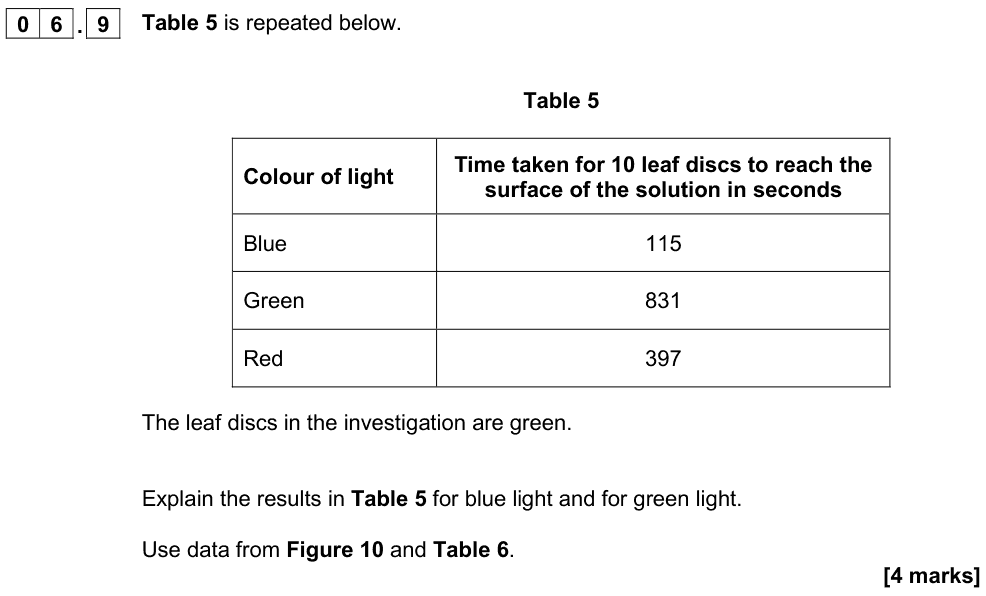 06.9 Table 5 is repeated below.
Table 5
Colour of light Time taken for 10 leaf discs to reach the
surface of the solution in seconds
Blue 115
Green 831
Red 397
The leaf discs in the investigation are green.
Explain the results in Table 5 for blue light and for green light.
Use data from Figure 10 and Table 6.
[4 marks]